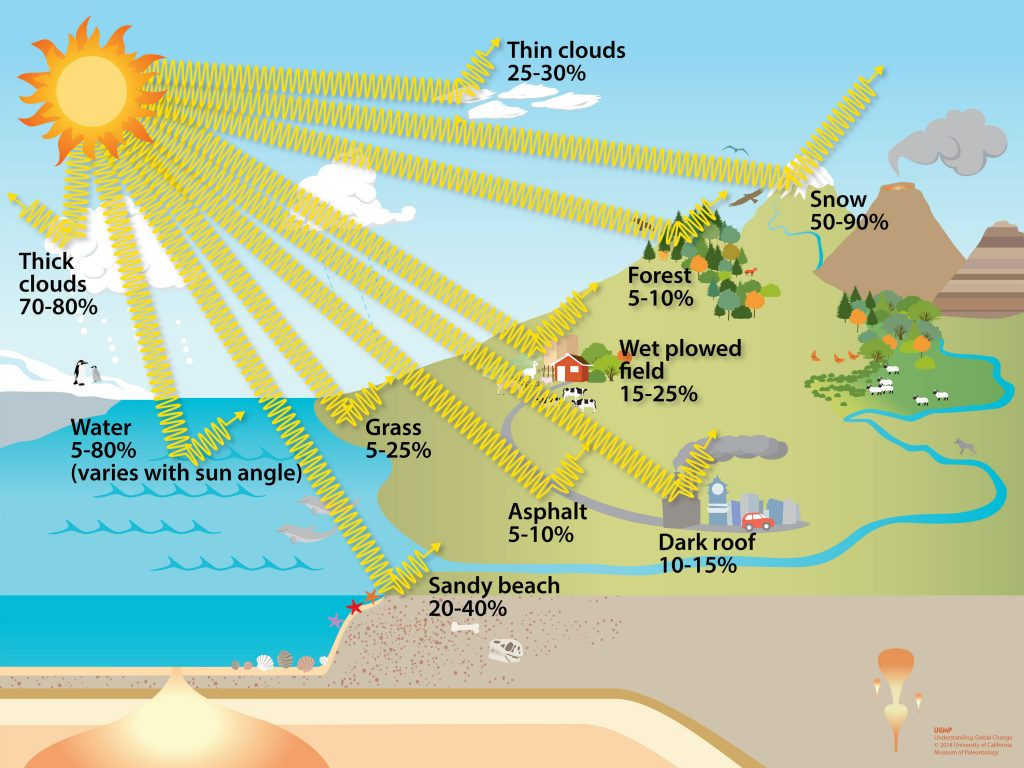 Thin clouds
25-30%
Snow
50-90%
Thick
clouds
70-80%
Forest
5-10%
Wet plowed
field
15-25%
Water
5-80%
(varies with sun angle)
Grass
5-25%
Asphalt
5-10%
Dark roof
10-15%
Sandy beach
20-40%
UGMP
Understanding Global Change
© 2018 University of California
Museum of Paleontology